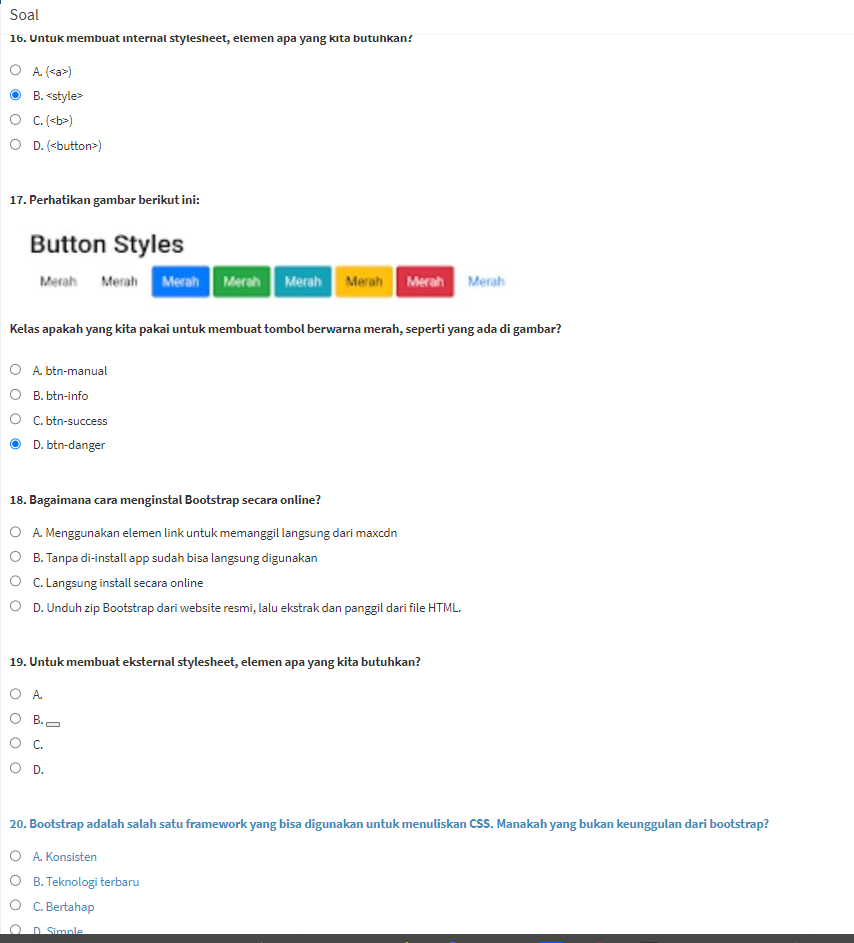 Soal
16. Untuk membuat internal stylesheet, elemen apa yang kita butuhkan?
A. (<a>)
B. <style>
C. (<b>)
D. (<button>)
17. Perhatikan gambar berikut ini:
Button Styles
Merah Merah Merah Merah Merah Merah Merah Merah
Kelas apakah yang kita pakai untuk membuat tombol berwarna merah, seperti yang ada di gambar?
A. btn-manual
B. btn-info
C. btn-success
D. btn-danger
18. Bagaimana cara menginstal Bootstrap secara online?
A. Menggunakan elemen link untuk memanggil langsung dari maxcdn
B. Tanpa di-install app sudah bisa langsung digunakan
C. Langsung install secara online
D. Unduh zip Bootstrap dari website resmi, lalu ekstrak dan panggil dari file HTML.
19. Untuk membuat eksternal stylesheet, elemen apa yang kita butuhkan?
A.
B.
C.
D.
20. Bootstrap adalah salah satu framework yang bisa digunakan untuk menuliskan CSS. Manakah yang bukan keunggulan dari bootstrap?
A. Konsisten
B. Teknologi terbaru
C. Bertahap
D. Simple